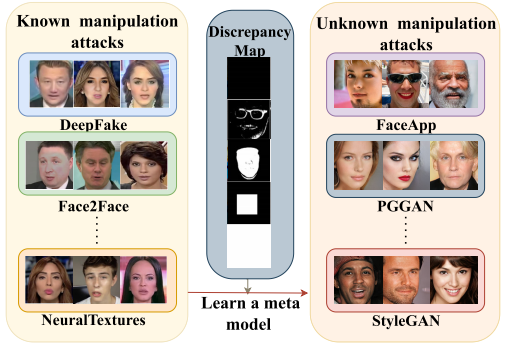 Known manipulation
attacks
DeepFake
Face2Face
NeuralTextures
Discrepancy
Map
Learn a meta
model
Unknown manipulation
attacks
FaceApp
PGGAN
StyleGAN